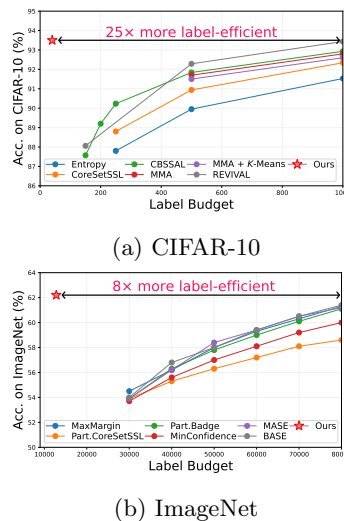 95
94
93
92
91
90
89
88
87
86
Acc. on CIFAR-10 (%)
25× more label-efficient
Entropy CBSSAL MMA + K-Means Ours
CoreSetSSL MMA REVIVAL
0 200 400 600 800 1000
Label Budget
(a) CIFAR-10
64
62
60
58
56
54
52
50
Acc. on ImageNet (%)
8× more label-efficient
MaxMargin Part.Badge MASE Ours
Part.CoreSetSSL MinConfidence BASE
10000 20000 30000 40000 50000 60000 70000 8000
Label Budget
(b) ImageNet